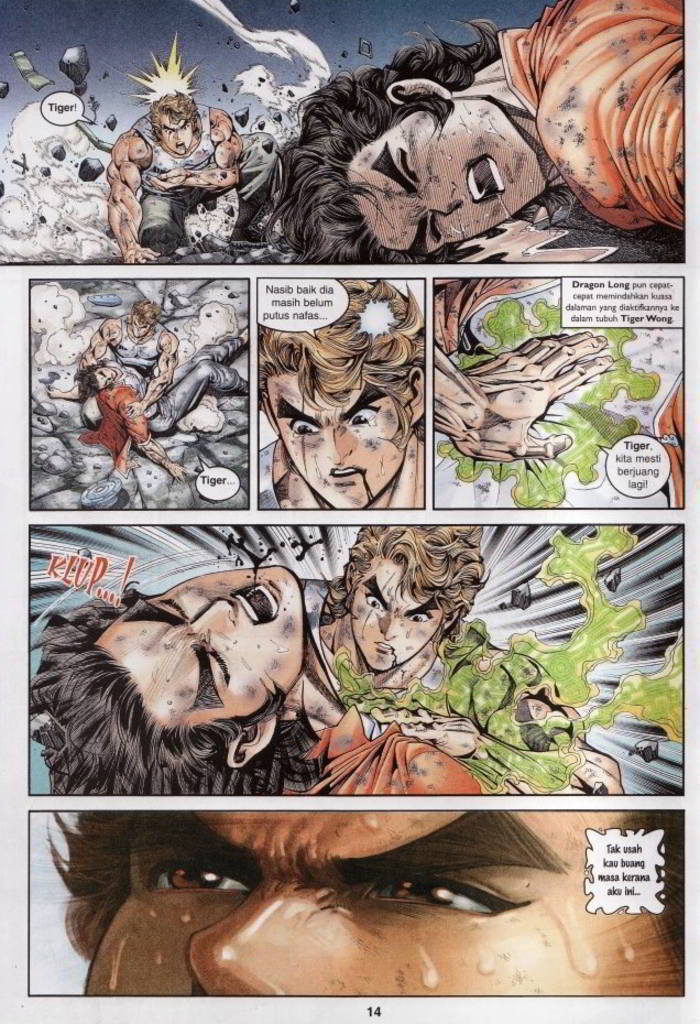 Tiger!
Tiger...
Nasib baik dia
masih belum
putus nafas...
Dragon Long pun cepat-
cepat memindahkan kuasa
dalaman yang diaktifkannya ke
dalam tubuh Tiger Wong.
Tiger,
kita mesti
berjuang
lagi!
Tak usah
kau buang
masa kerana
aku ini...
14